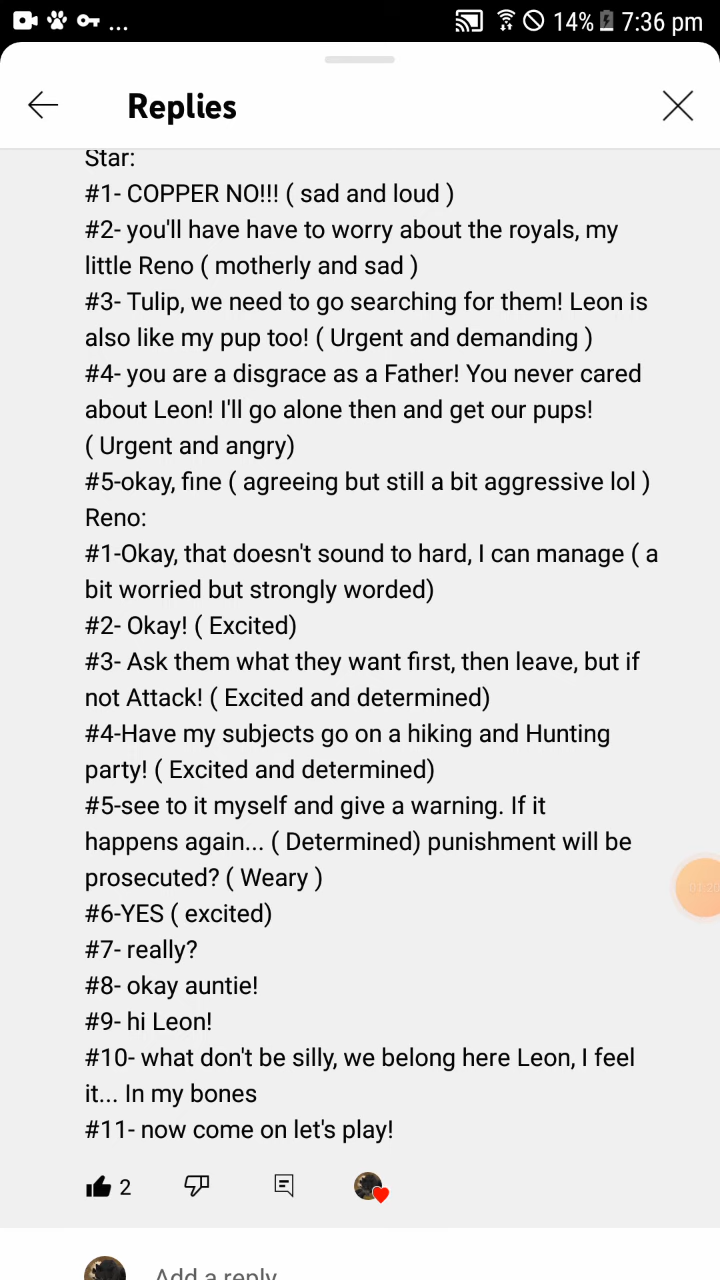 ... 14% 7:36 pm
Replies
Star:
#1- COPPER NO!!! ( sad and loud )
#2- you'll have have to worry about the royals, my
little Reno ( motherly and sad )
#3- Tulip, we need to go searching for them! Leon is
also like my pup too! ( Urgent and demanding )
#4- you are a disgrace as a Father! You never cared
about Leon! I'll go alone then and get our pups!
( Urgent and angry)
#5-okay, fine ( agreeing but still a bit aggressive lol )
Reno:
#1-Okay, that doesn't sound to hard, I can manage ( a
bit worried but strongly worded)
#2- Okay! ( Excited)
#3- Ask them what they want first, then leave, but if
not Attack! ( Excited and determined)
#4-Have my subjects go on a hiking and Hunting
party! ( Excited and determined)
#5-see to it myself and give a warning. If it
happens again... ( Determined) punishment will be
prosecuted? ( Weary )
#6-YES ( excited)
#7- really?
#8- okay auntie!
#9- hi Leon!
#10- what don't be silly, we belong here Leon, I feel
it... In my bones
#11- now come on let's play!
2
Add a reply